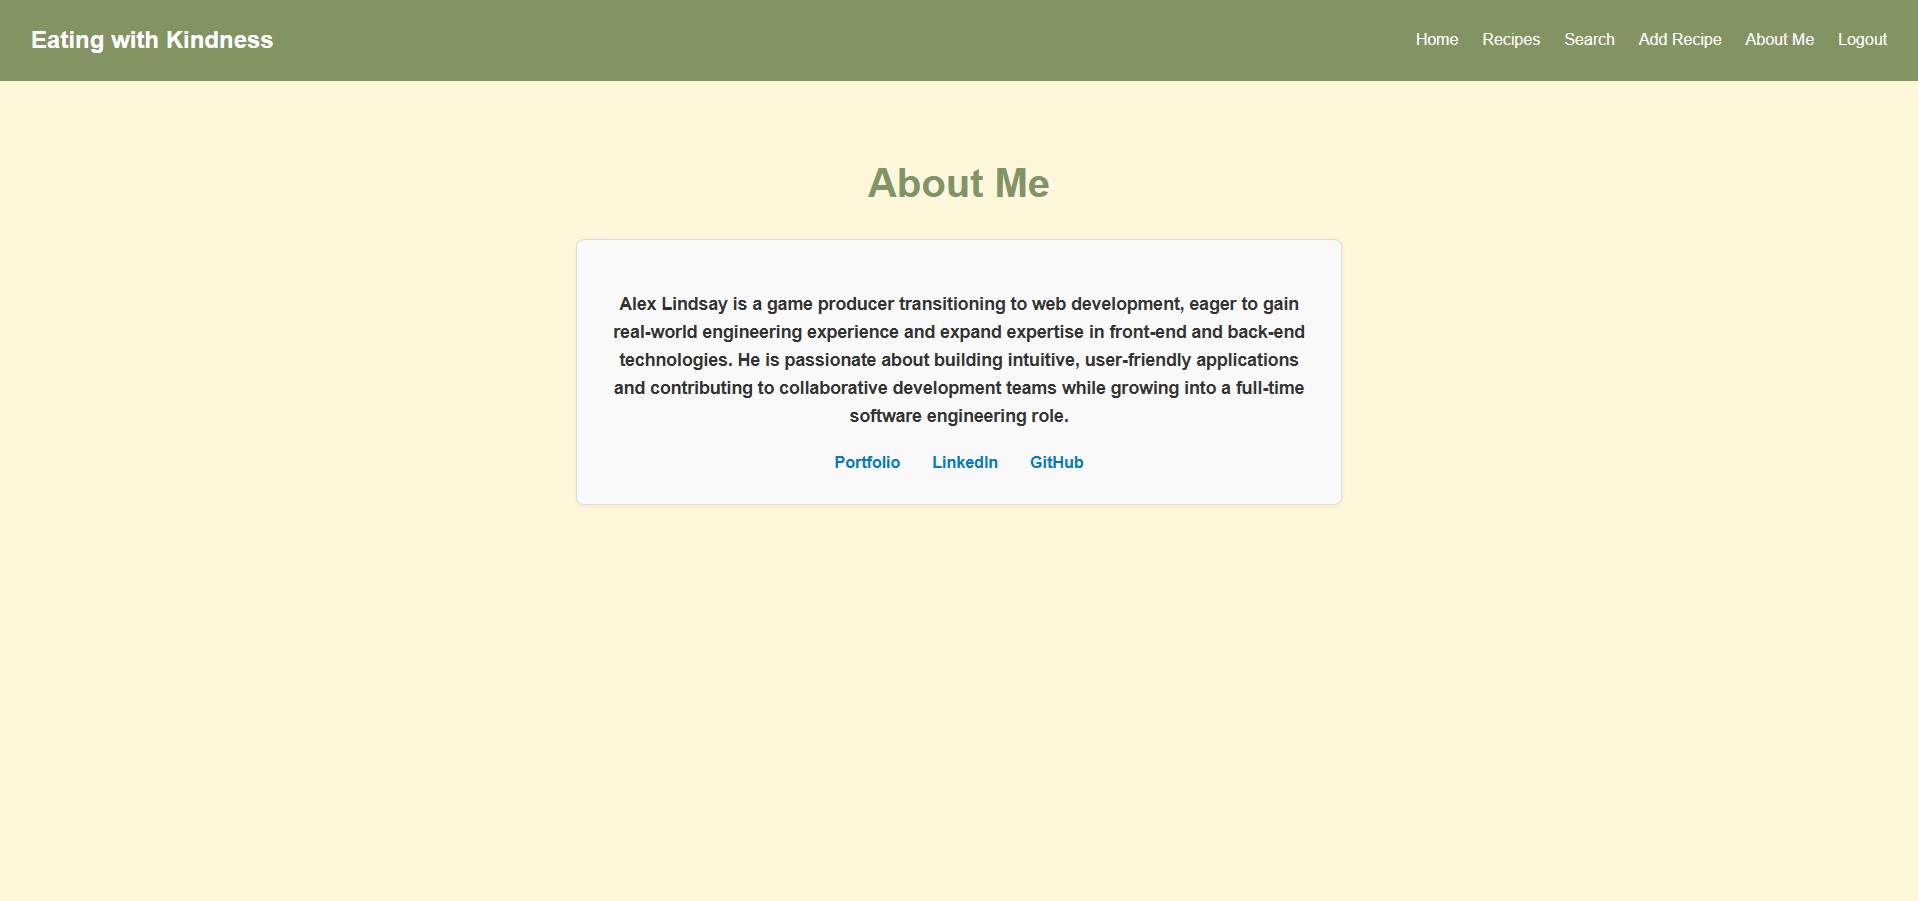 Eating with Kindness
Home Recipes Search Add Recipe About Me Logout
About Me
Alex Lindsay is a game producer transitioning to web development, eager to gain
real-world engineering experience and expand expertise in front-end and back-end
technologies. He is passionate about building intuitive, user-friendly applications
and contributing to collaborative development teams while growing into a full-time
software engineering role.
Portfolio LinkedIn GitHub